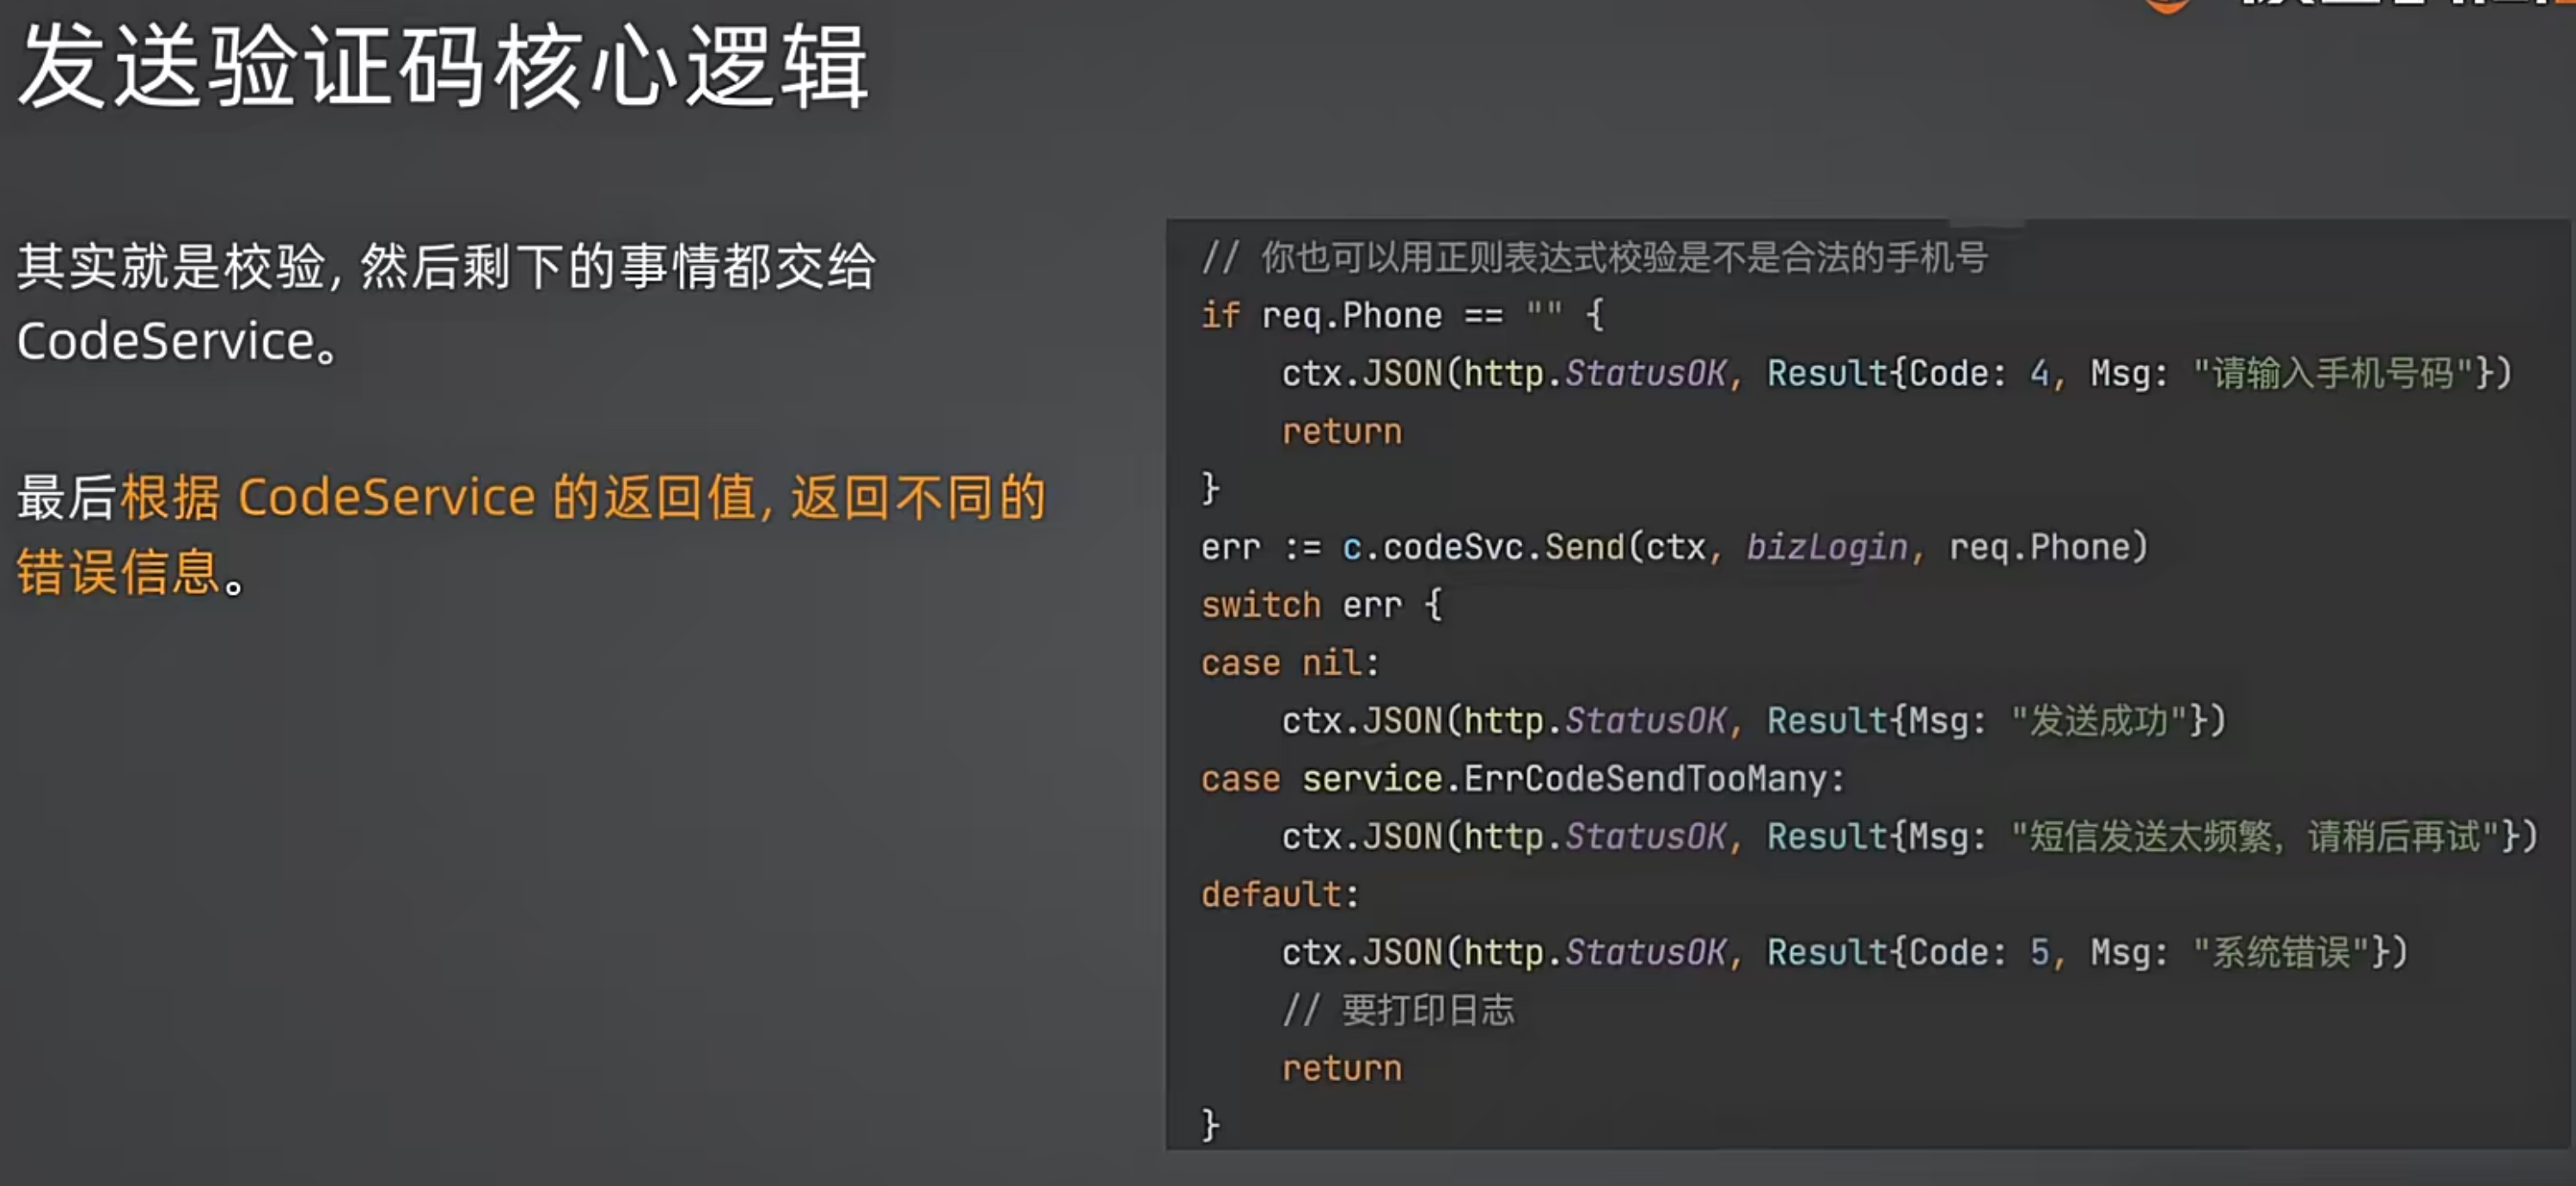 发送验证码核心逻辑
其实就是校验, 然后剩下的事情都交给
CodeService。
最后根据 CodeService 的返回值, 返回不同的
错误信息。
// 你也可以用正则表达式校验是不是合法的手机号
if req.Phone == "" {
    ctx.JSON(http.StatusOK, Result{Code: 4, Msg: "请输入手机号码"})
    return
}
err := c.codeSvc.Send(ctx, bizLogin, req.Phone)
switch err {
case nil:
    ctx.JSON(http.StatusOK, Result{Msg: "发送成功"})
case service.ErrCodeSendTooMany:
    ctx.JSON(http.StatusOK, Result{Msg: "短信发送太频繁，请稍后再试"})
default:
    ctx.JSON(http.StatusOK, Result{Code: 5, Msg: "系统错误"})
    // 要打印日志
    return
}